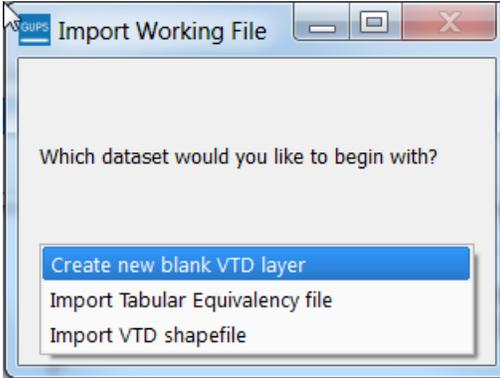 GUPS Import Working File
Which dataset would you like to begin with?
Create new blank VTD layer
Import Tabular Equivalency file
Import VTD shapefile